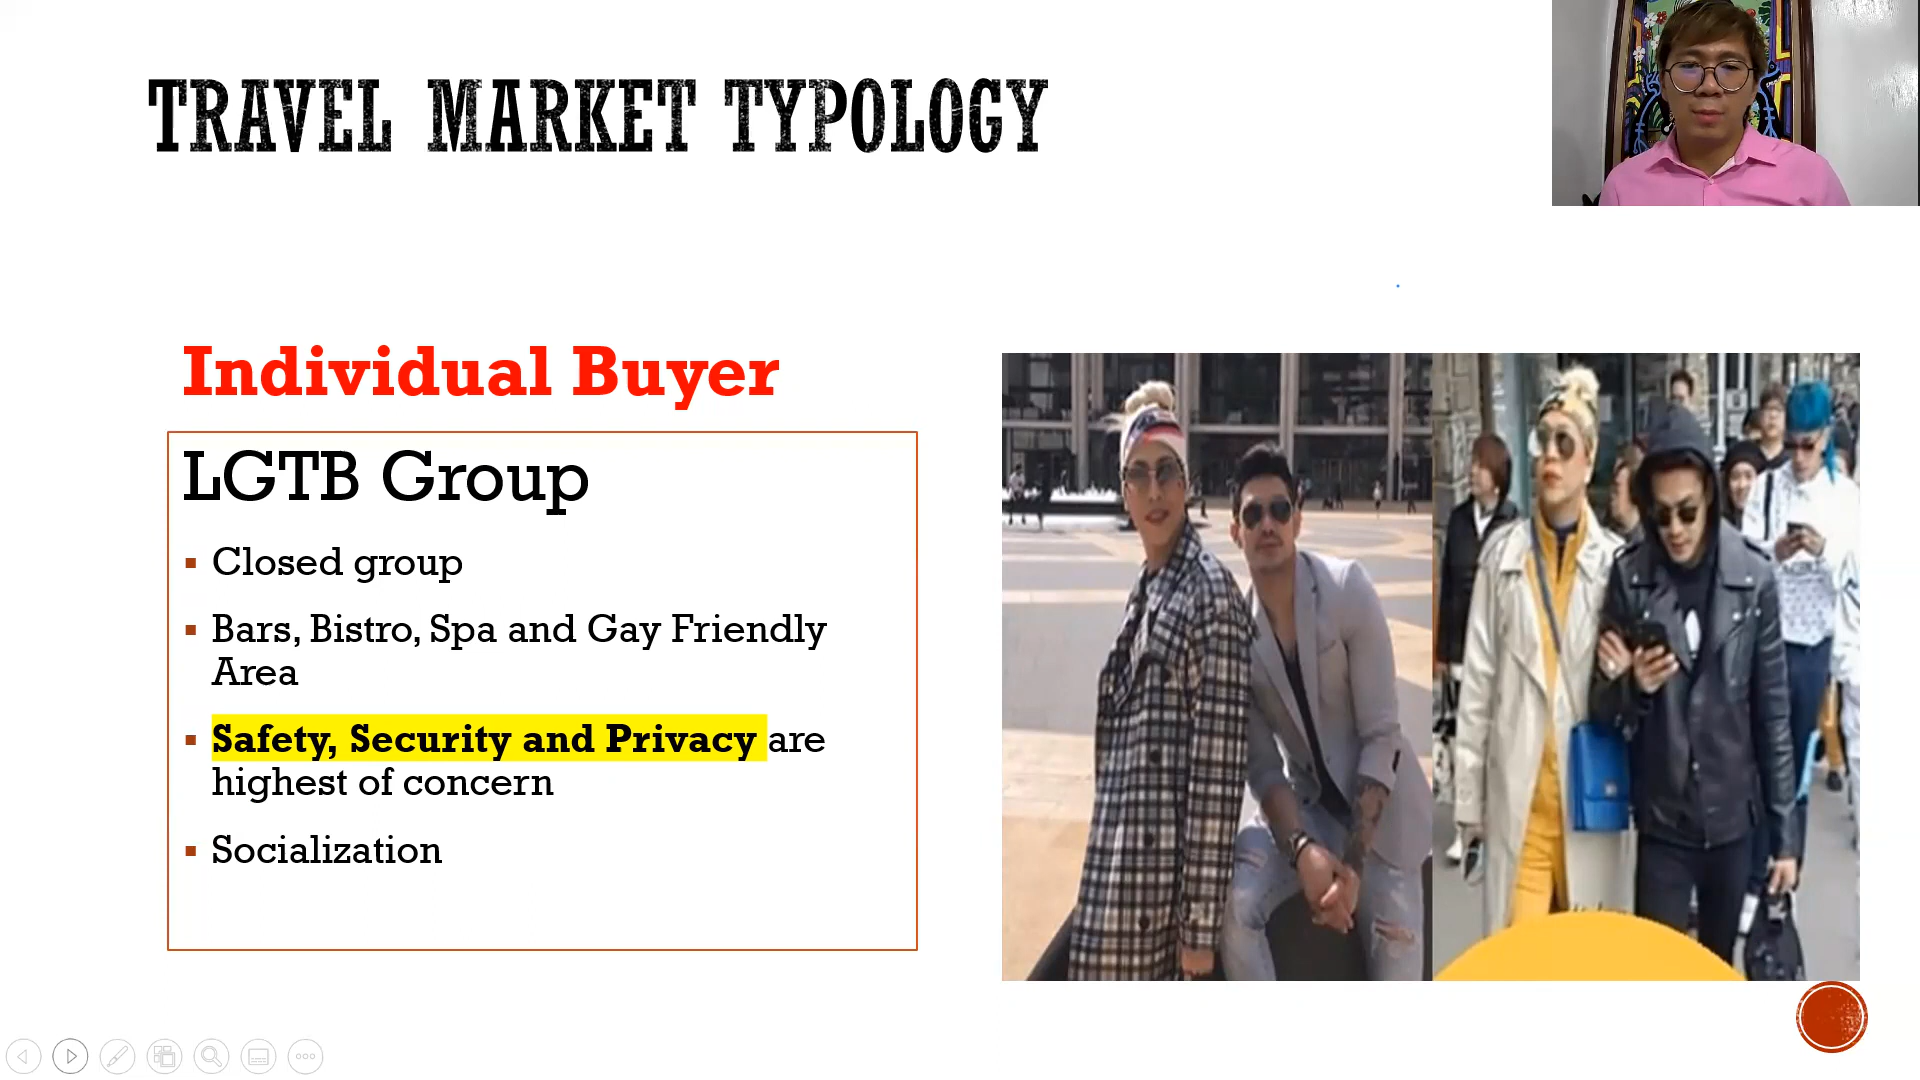 TRAVEL MARKET TYPOLOGY
Individual Buyer
LGTB Group
Closed group
Bars, Bistro, Spa and Gay Friendly
Area
Safety, Security and Privacy are
highest of concern
Socialization